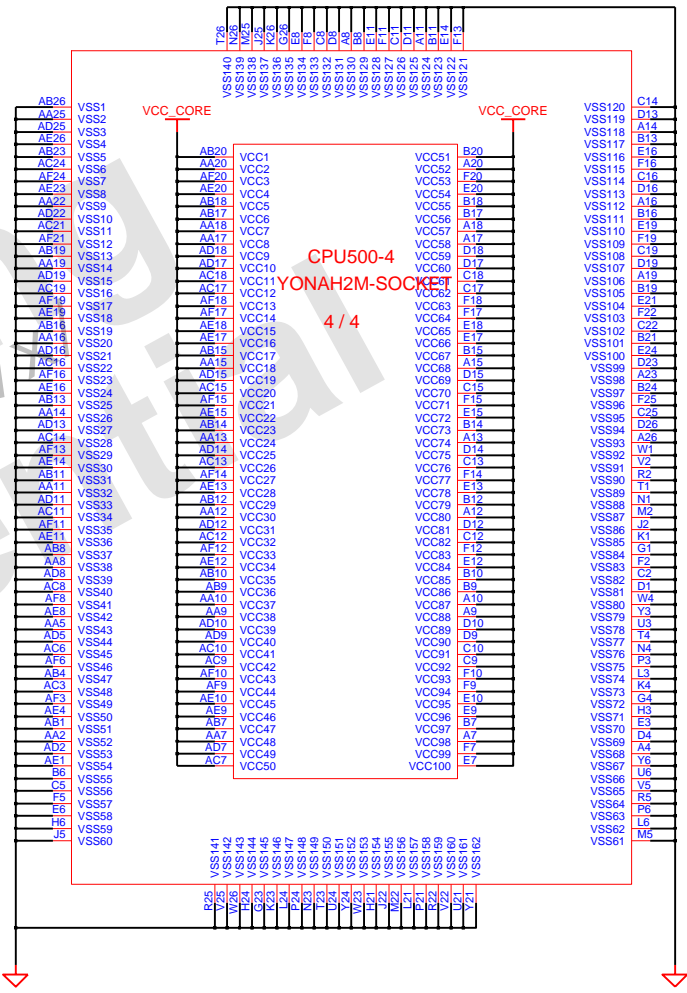 T26 N26 M25 J25 K26 G26 E8 F8 C8 D8 A8 B8 E11 F11 C11 D11 A11 B11 E14 F13
VSS140 VSS139 VSS138 VSS137 VSS136 VSS135 VSS134 VSS133 VSS132 VSS131 VSS130 VSS129 VSS128 VSS127 VSS126 VSS125 VSS124 VSS123 VSS122 VSS121
AB26 VSS1
AA25 VSS2
AD25 VSS3
AE26 VSS4
AB23 VSS5
AC24 VSS6
AF24 VSS7
AE23 VSS8
AA22 VSS9
AD22 VSS10
AC21 VSS11
AF21 VSS12
AB19 VSS13
AA19 VSS14
AD19 VSS15
AC19 VSS16
AF19 VSS17
AE19 VSS18
AB16 VSS19
AA16 VSS20
AD16 VSS21
AC16 VSS22
AF16 VSS23
AE16 VSS24
AB13 VSS25
AA14 VSS26
AD13 VSS27
AC14 VSS28
AF13 VSS29
AE14 VSS30
AB11 VSS31
AA11 VSS32
AD11 VSS33
AC11 VSS34
AF11 VSS35
AE11 VSS36
AB8 VSS37
AA8 VSS38
AD8 VSS39
AC8 VSS40
AF8 VSS41
AE8 VSS42
AA5 VSS43
AD5 VSS44
AC6 VSS45
AF6 VSS46
AB4 VSS47
AC3 VSS48
AF3 VSS49
AE4 VSS50
AB1 VSS51
AA2 VSS52
AD2 VSS53
AE1 VSS54
B6 VSS55
C5 VSS56
F5 VSS57
E6 VSS58
H6 VSS59
J5 VSS60
VCC_CORE
AB20 VCC1
AA20 VCC2
AF20 VCC3
AE20 VCC4
AB18 VCC5
AB17 VCC6
AA18 VCC7
AA17 VCC8
AD18 VCC9
AD17 VCC10
AC18 VCC11
AC17 VCC12
AF18 VCC13
AF17 VCC14
AE18 VCC15
AE17 VCC16
AB15 VCC17
AA15 VCC18
AD15 VCC19
AC15 VCC20
AF15 VCC21
AE15 VCC22
AB14 VCC23
AA13 VCC24
AD14 VCC25
AC13 VCC26
AF14 VCC27
AE13 VCC28
AB12 VCC29
AA12 VCC30
AD12 VCC31
AC12 VCC32
AF12 VCC33
AE12 VCC34
AB10 VCC35
AB9 VCC36
AA10 VCC37
AA9 VCC38
AD10 VCC39
AD9 VCC40
AC10 VCC41
AC9 VCC42
AF10 VCC43
AF9 VCC44
AE10 VCC45
AE9 VCC46
AB7 VCC47
AA7 VCC48
AD7 VCC49
AC7 VCC50
CPU500-4
YONAH2M-SOCKET
4 / 4
VCC_CORE
VCC51 B20
VCC52 A20
VCC53 F20
VCC54 E20
VCC55 B18
VCC56 B17
VCC57 A18
VCC58 A17
VCC59 D18
VCC60 D17
VCC61 C18
VCC62 C17
VCC63 F18
VCC64 F17
VCC65 E18
VCC66 E17
VCC67 B15
VCC68 A15
VCC69 D15
VCC70 C15
VCC71 F15
VCC72 E15
VCC73 B14
VCC74 A13
VCC75 D14
VCC76 C13
VCC77 F14
VCC78 E13
VCC79 B12
VCC80 A12
VCC81 D12
VCC82 C12
VCC83 F12
VCC84 E12
VCC85 B10
VCC86 B9
VCC87 A10
VCC88 A9
VCC89 D10
VCC90 D9
VCC91 C10
VCC92 C9
VCC93 F10
VCC94 F9
VCC95 E10
VCC96 E9
VCC97 B7
VCC98 A7
VCC99 F7
VCC100 E7
VSS120 C14
VSS119 D13
VSS118 A14
VSS117 B13
VSS116 E16
VSS115 F16
VSS114 C16
VSS113 D16
VSS112 A16
VSS111 B16
VSS110 E19
VSS109 F19
VSS108 C19
VSS107 D19
VSS106 A19
VSS105 B19
VSS104 E21
VSS103 F22
VSS102 C22
VSS101 B21
VSS100 E24
VSS99 D23
VSS98 A23
VSS97 B24
VSS96 F25
VSS95 C25
VSS94 D26
VSS93 A26
VSS92 W1
VSS91 V2
VSS90 R2
VSS89 T1
VSS88 N1
VSS87 M2
VSS86 J2
VSS85 K1
VSS84 G1
VSS83 F2
VSS82 C2
VSS81 D1
VSS80 W4
VSS79 Y3
VSS78 U3
VSS77 T4
VSS76 N4
VSS75 P3
VSS74 L3
VSS73 K4
VSS72 G4
VSS71 H3
VSS70 E3
VSS69 D4
VSS68 A4
VSS67 Y6
VSS66 U6
VSS65 V5
VSS64 R5
VSS63 P6
VSS62 L6
VSS61 M5
VSS141 VSS142 VSS143 VSS144 VSS145 VSS146 VSS147 VSS148 VSS149 VSS150 VSS151 VSS152 VSS153 VSS154 VSS155 VSS156 VSS157 VSS158 VSS159 VSS160 VSS161 VSS162
R25 V25 W26 H24 G23 K23 L24 P24 N23 T23 U24 Y24 W23 H21 J22 M22 L21 P21 R22 V22 U21 Y21